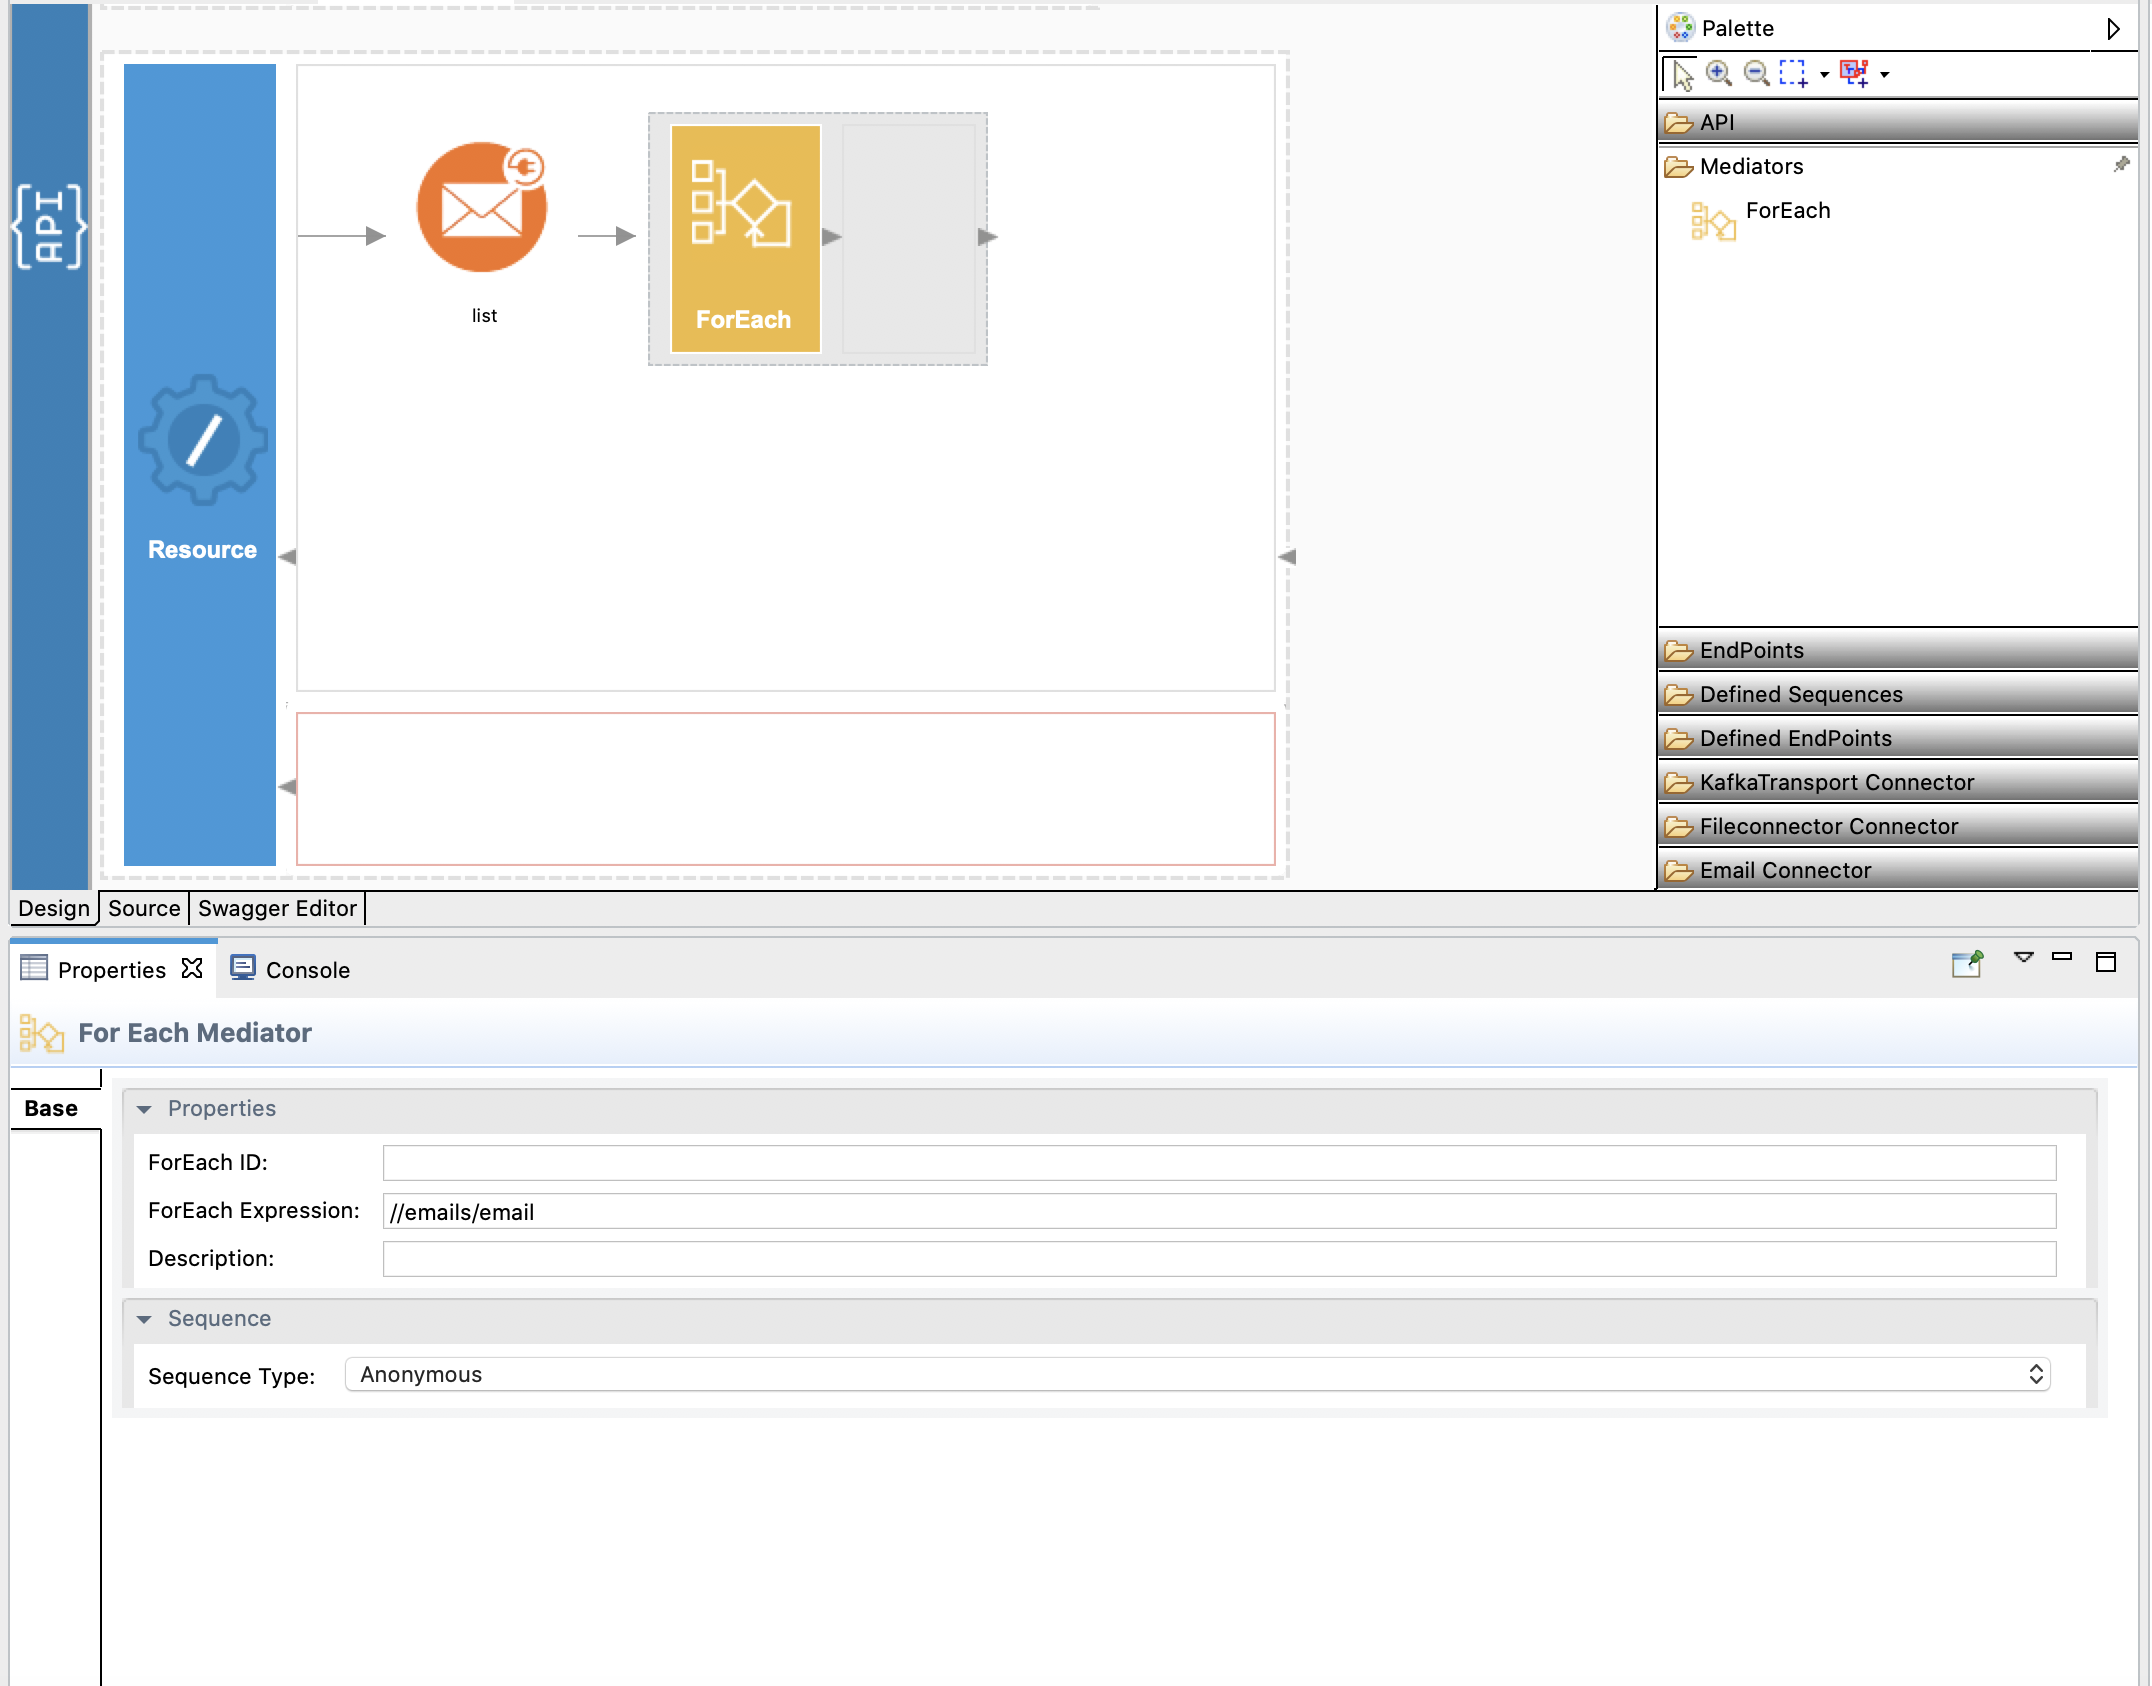 Palette
API
Mediators
ForEach
{API}
list
ForEach
Resource
EndPoints
Defined Sequences
Defined EndPoints
KafkaTransport Connector
Fileconnector Connector
Email Connector
Design
Source
Swagger Editor
Properties
Console
For Each Mediator
Base
Properties
ForEach ID:
ForEach Expression:
//emails/email
Description:
Sequence
Sequence Type:
Anonymous